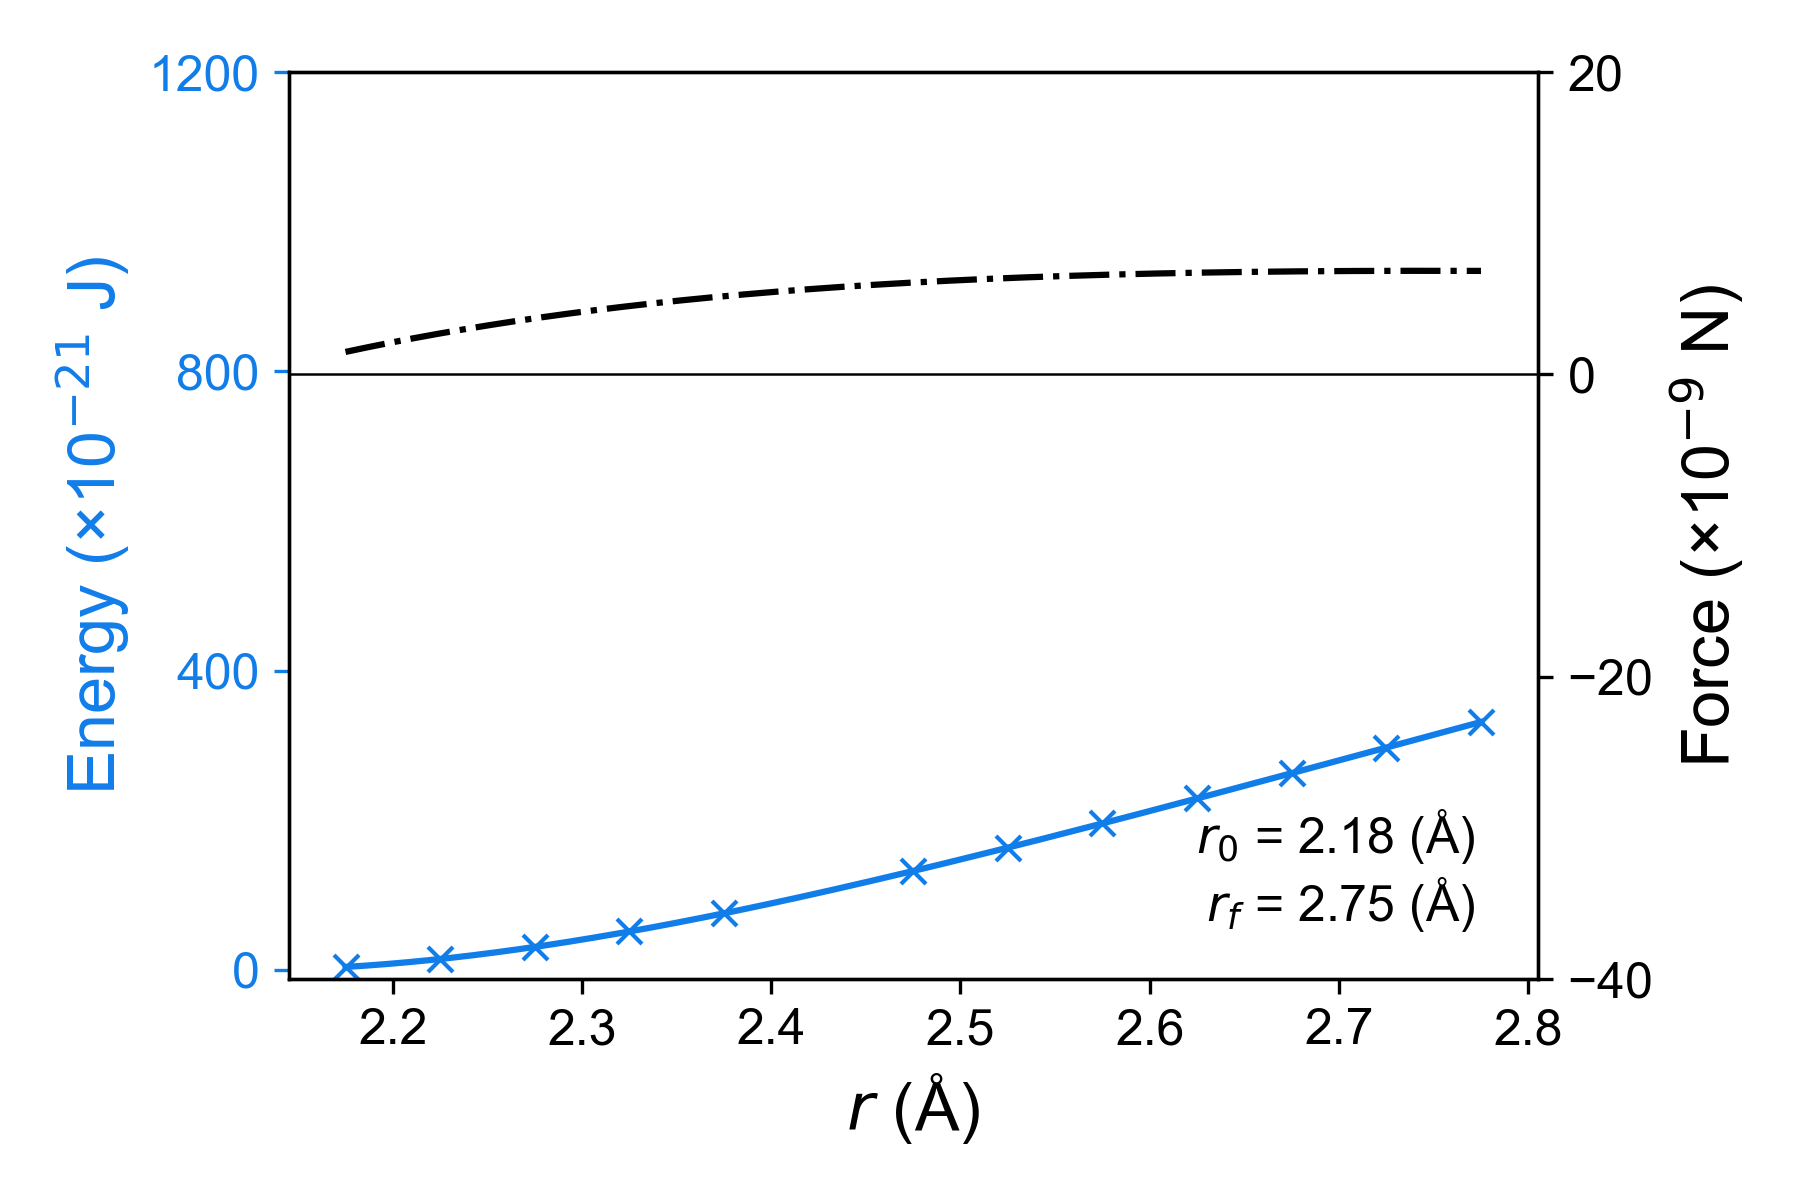 1200
800
400
0
Energy (×10⁻²¹ J)
20
0
−20
−40
Force (×10⁻⁹ N)
r₀ = 2.18 (Å)
r_f = 2.75 (Å)
2.2 2.3 2.4 2.5 2.6 2.7 2.8
r (Å)